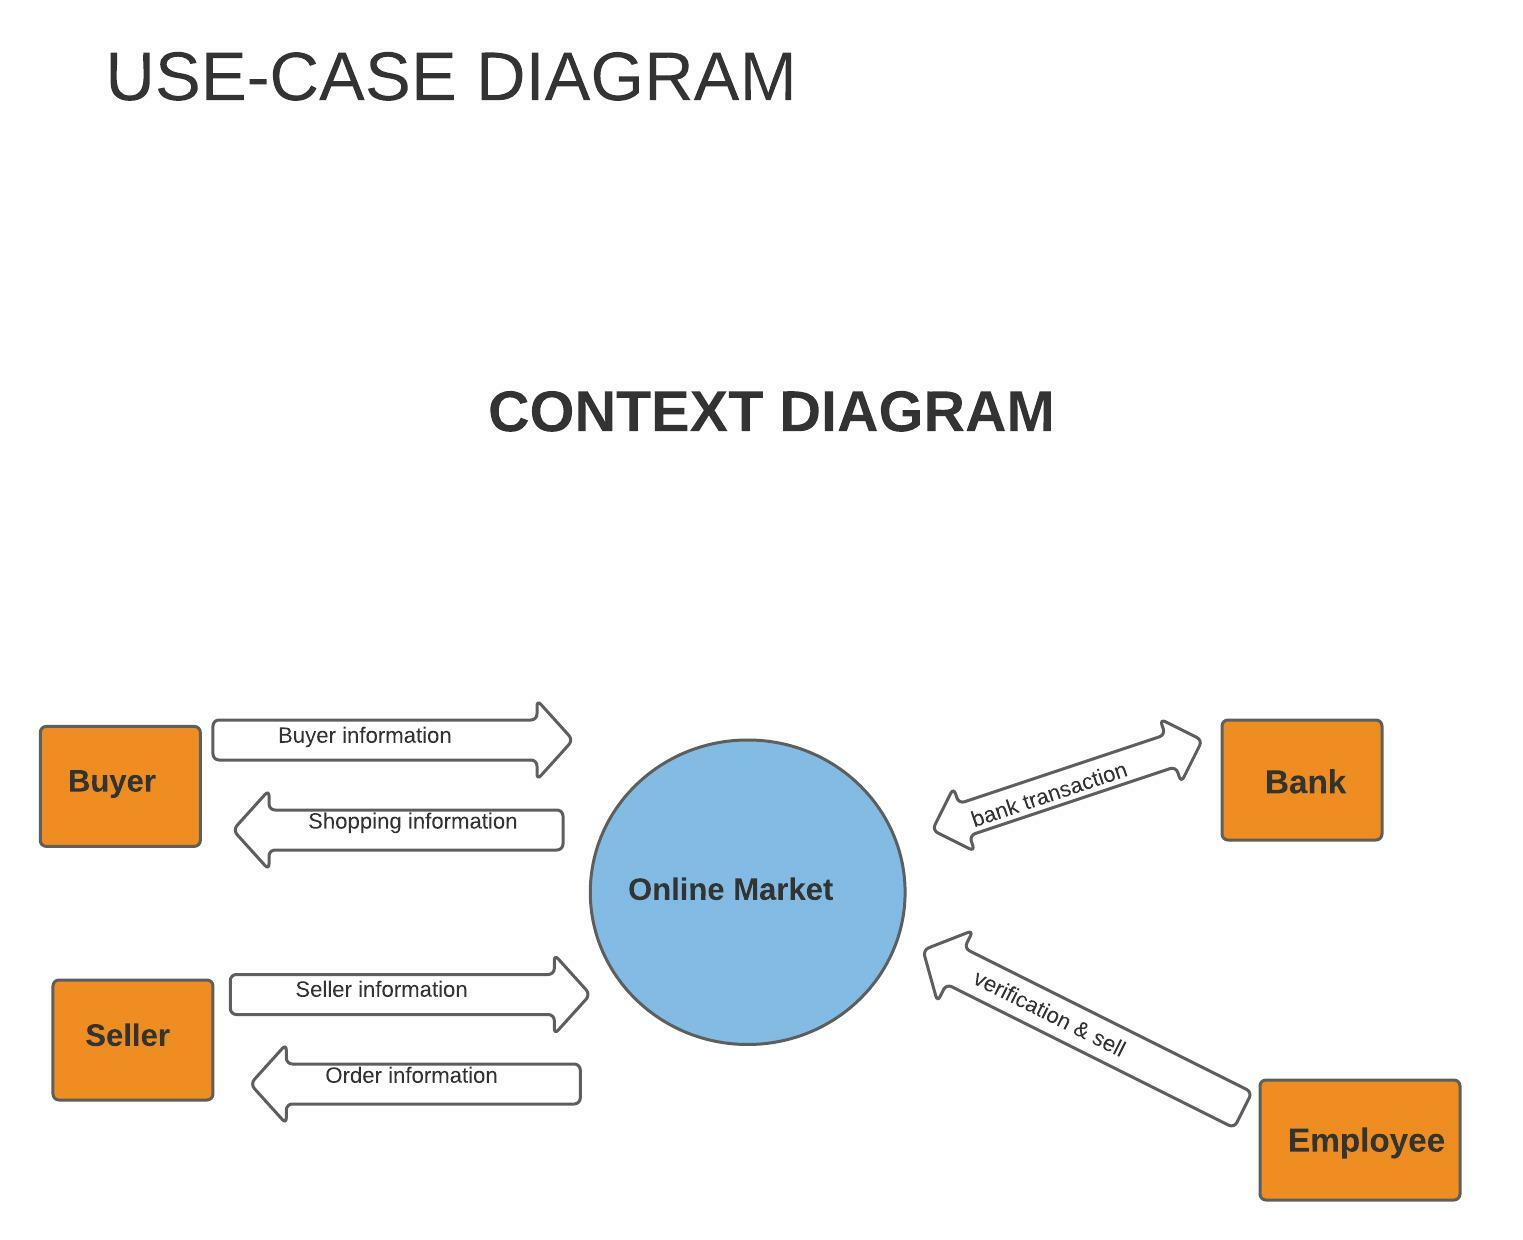 USE-CASE DIAGRAM
CONTEXT DIAGRAM
Buyer information
Buyer
Shopping information
bank transaction
Bank
Online Market
Seller information
Seller
Order information
verification & sell
Employee